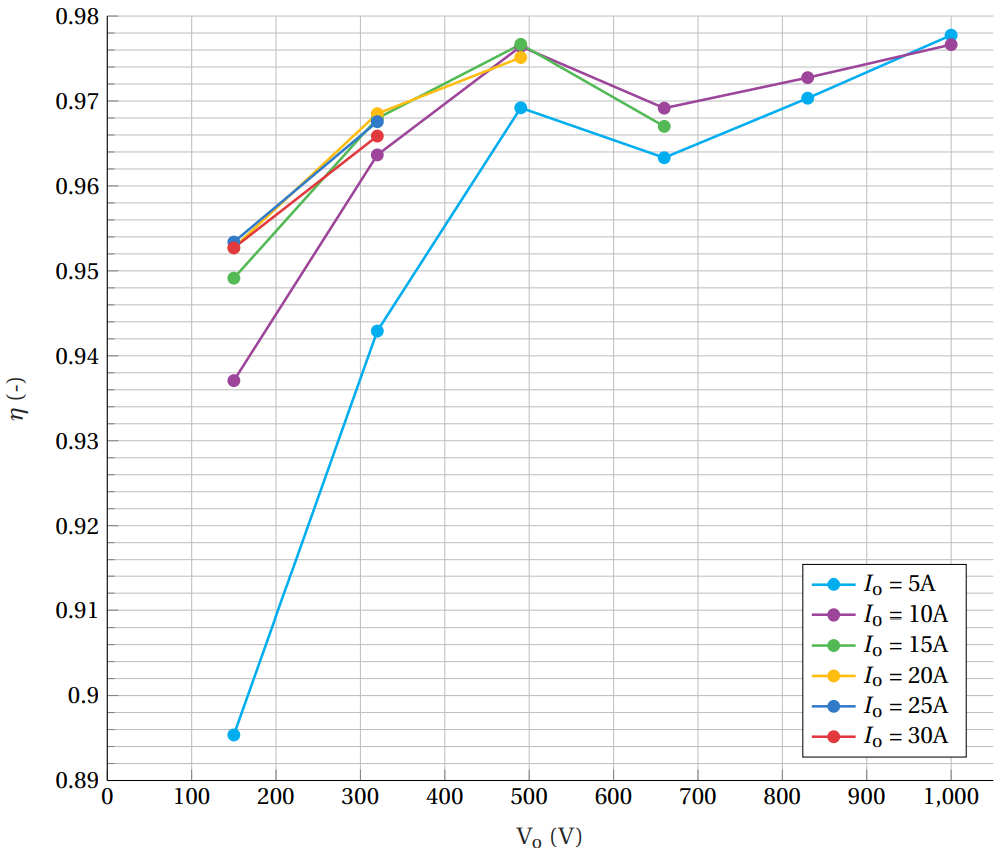 0.98
0.97
0.96
0.95
0.94
0.93
0.92
0.91
0.9
0.89
0 100 200 300 400 500 600 700 800 900 1,000
η (-)
Vo (V)
Io = 5A
Io = 10A
Io = 15A
Io = 20A
Io = 25A
Io = 30A